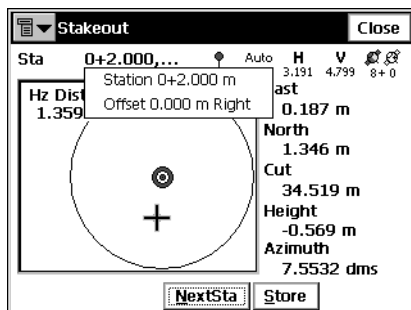 Stakeout
Close
Sta 0+2.000,...
Auto H V
3.191 4.799 8+0
Station 0+2.000 m
Offset 0.000 m Right
Hz Dist
1.359
ast
0.187 m
North
1.346 m
Cut
34.519 m
Height
-0.569 m
Azimuth
7.5532 dms
NextSta
Store